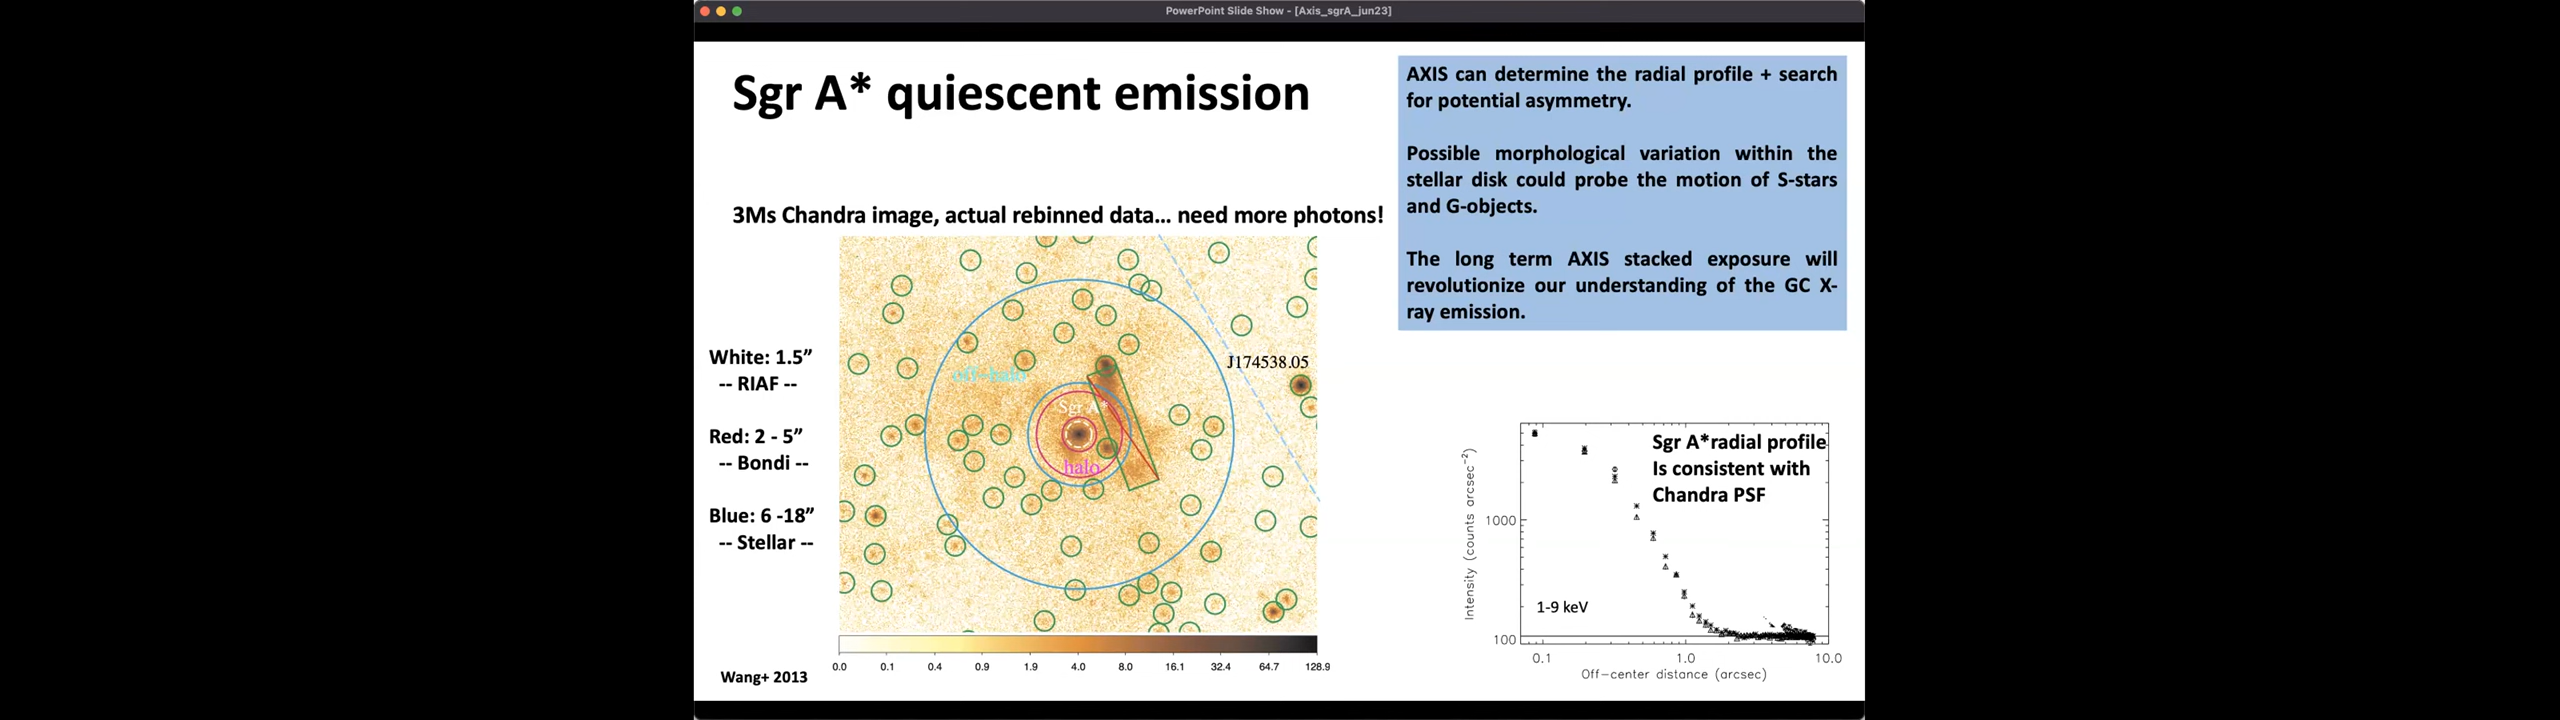 PowerPoint Slide Show - [Axis_sgrA_jun23]
Sgr A* quiescent emission
AXIS can determine the radial profile + search
for potential asymmetry.
Possible morphological variation within the
stellar disk could probe the motion of S-stars
and G-objects.
The long term AXIS stacked exposure will
revolutionize our understanding of the GC X-
ray emission.
3Ms Chandra image, actual rebinned data... need more photons!
White: 1.5”
-- RIAF --
Red: 2 - 5”
-- Bondi --
Blue: 6 -18”
-- Stellar --
J174538.05
off-halo
Sgr A*
halo
0.0 0.1 0.4 0.9 1.9 4.0 8.0 16.1 32.4 64.7 128.9
Wang+ 2013
Sgr A*radial profile
Is consistent with
Chandra PSF
1-9 keV
Intensity (counts arcsec⁻²)
1000
100
0.1 1.0 10.0
Off-center distance (arcsec)